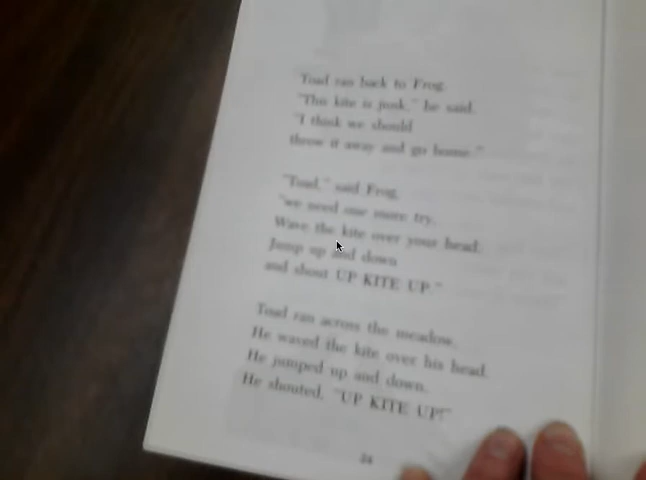 Toad ran back to Frog.
"This kite is junk," he said.
"I think we should
throw it away and go home."
"Toad," said Frog,
"we need one more try.
Wave the kite over your head.
Jump up and down
and shout UP KITE UP."
Toad ran across the meadow.
He waved the kite over his head.
He jumped up and down.
He shouted, "UP KITE UP!"
24